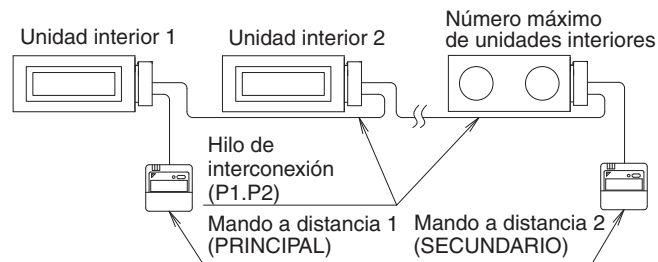 Unidad interior 1
Unidad interior 2
Número máximo
de unidades interiores
Hilo de
interconexión
(P1.P2)
Mando a distancia 1
(PRINCIPAL)
Mando a distancia 2
(SECUNDARIO)